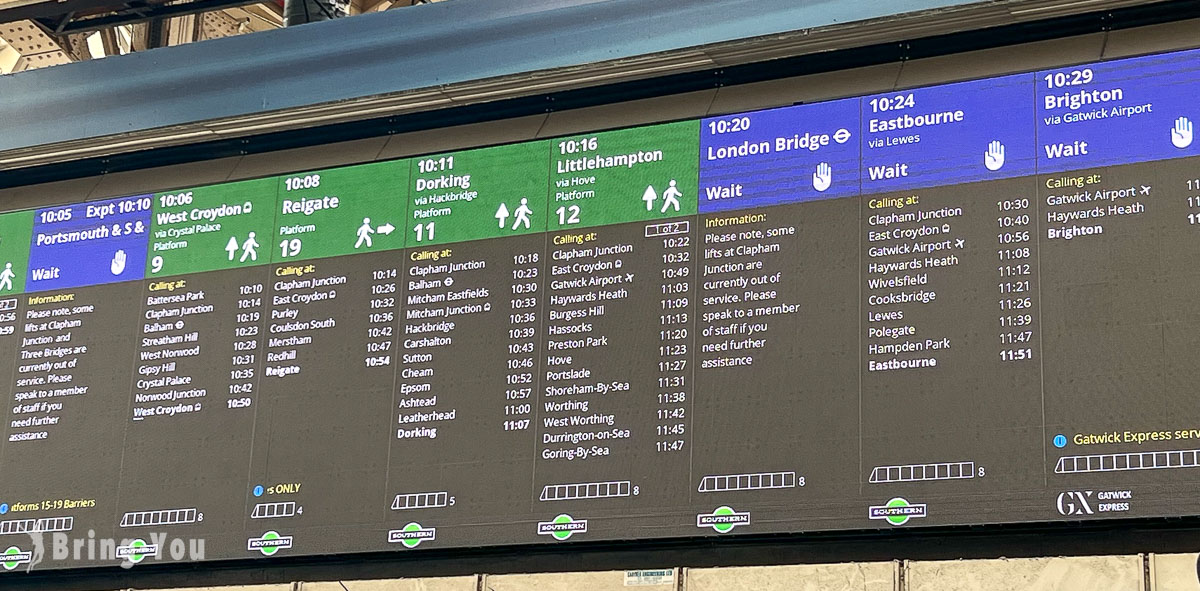 2
0:56
0:59
atforms 15-19 Barriers
SOUTHERN
10:05 Expt 10:10
Portsmouth & S &
Wait
Information:
Please note, some
lifts at Clapham
Junction and
Three Bridges are
currently out of
service. Please
speak to a member
of staff if you
need further
assistance
10:06
West Croydon
via Crystal Palace
Platform
9
Calling at:
Battersea Park 10:10
Clapham Junction 10:14
Balham 10:19
Streatham Hill 10:23
West Norwood 10:28
Gipsy Hill 10:31
Crystal Palace 10:35
Norwood Junction 10:42
West Croydon 10:50
8
SOUTHERN
10:08
Reigate
Platform
19
Calling at:
Clapham Junction 10:14
East Croydon 10:26
Purley 10:32
Coulsdon South 10:36
Merstham 10:42
Redhill 10:47
Reigate 10:54
rs ONLY
4
SOUTHERN
10:11
Dorking
via Hackbridge
Platform
11
Calling at:
Clapham Junction 10:18
Balham 10:23
Mitcham Eastfields 10:30
Mitcham Junction 10:33
Hackbridge 10:36
Carshalton 10:39
Sutton 10:43
Cheam 10:46
Epsom 10:52
Ashtead 10:57
Leatherhead 11:00
Dorking 11:07
5
SOUTHERN
10:16
Littlehampton
via Hove
Platform
12
1 of 2
Calling at:
Clapham Junction 10:22
East Croydon 10:32
Gatwick Airport 10:49
Haywards Heath 11:03
Burgess Hill 11:09
Hassocks 11:13
Preston Park 11:20
Hove 11:23
Portslade 11:27
Shoreham-By-Sea 11:31
Worthing 11:38
West Worthing 11:42
Durrington-on-Sea 11:45
Goring-By-Sea 11:47
8
SOUTHERN
10:20
London Bridge
Wait
Information:
Please note, some
lifts at Clapham
Junction are
currently out of
service. Please
speak to a member
of staff if you
need further
assistance
8
SOUTHERN
10:24
Eastbourne
via Lewes
Wait
Calling at:
Clapham Junction 10:30
East Croydon 10:40
Gatwick Airport 10:56
Haywards Heath 11:08
Wivelsfield 11:12
Cooksbridge 11:21
Lewes 11:26
Polegate 11:39
Hampden Park 11:47
Eastbourne 11:51
8
SOUTHERN
10:29
Brighton
via Gatwick Airport
Wait
Calling at:
Gatwick Airport
Haywards Heath
Brighton
Gatwick Express serv
GX GATWICK
EXPRESS
Bring You